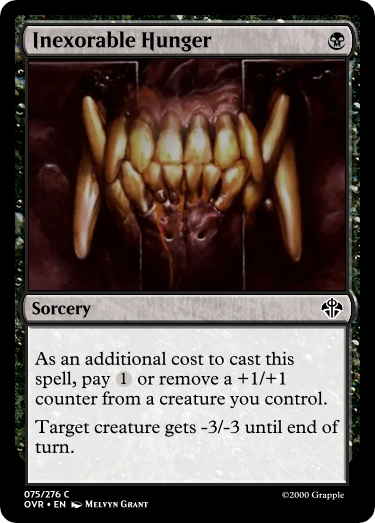 Inexorable Hunger
Sorcery
As an additional cost to cast this
spell, pay 1 or remove a +1/+1
counter from a creature you control.
Target creature gets -3/-3 until end of
turn.
075/276 C
OVR • EN Melvyn Grant
©2000 Grapple